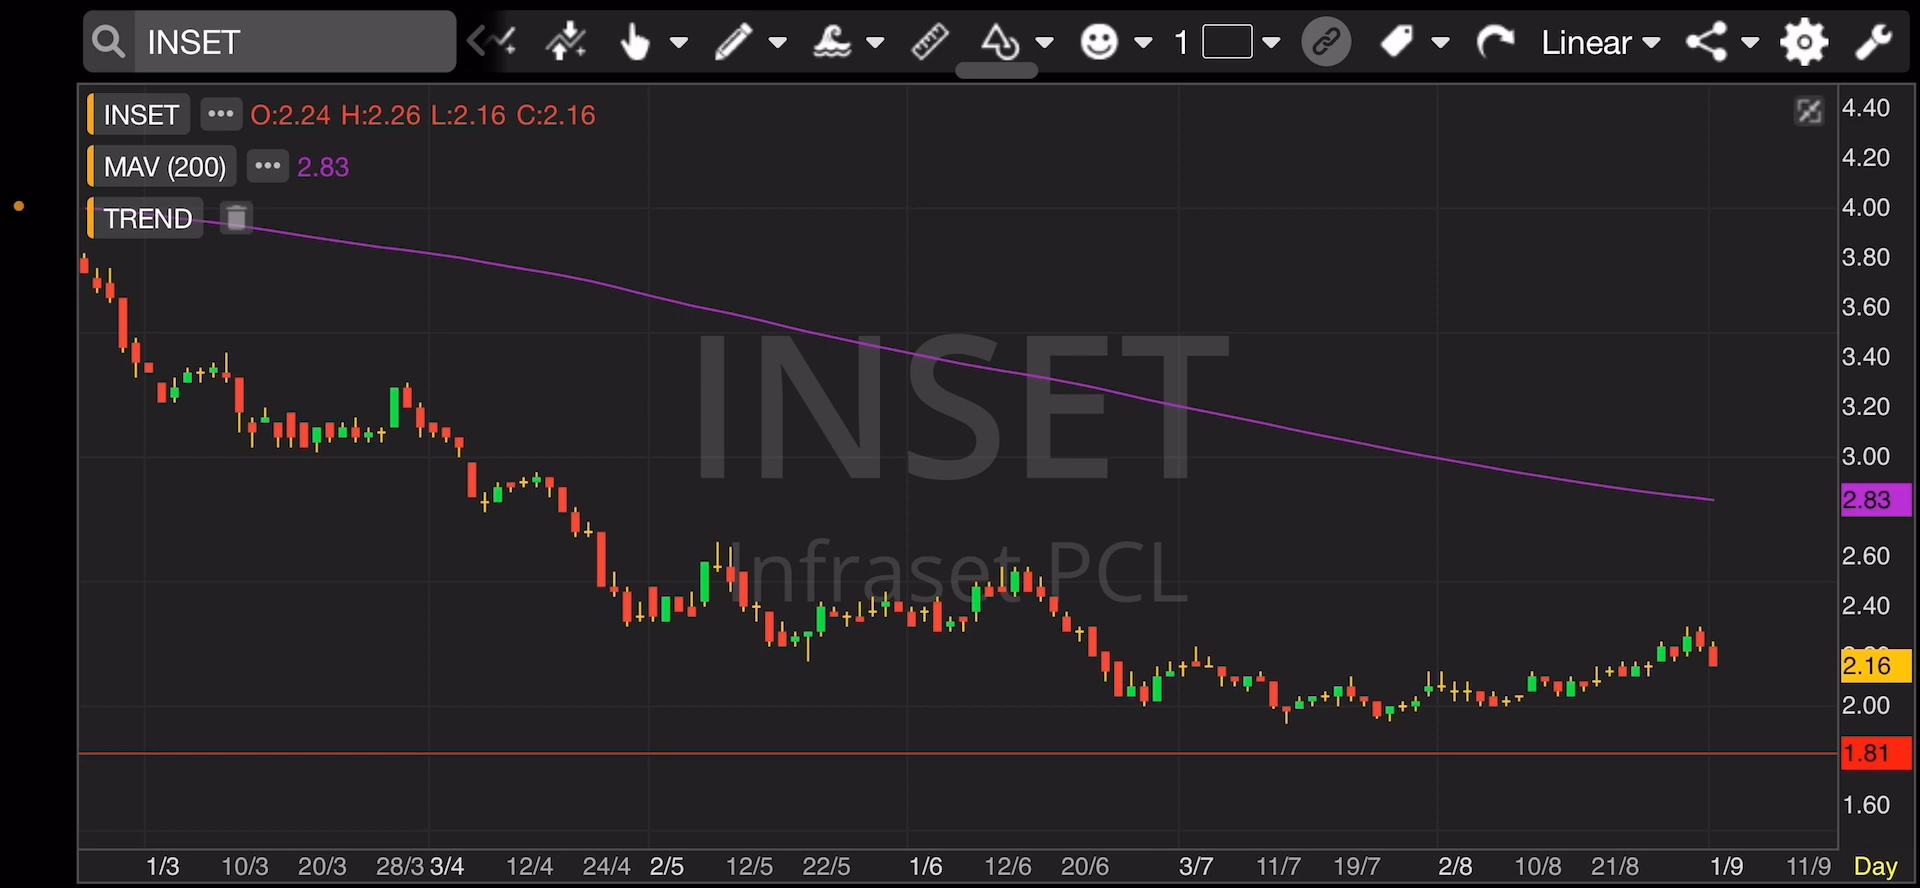 INSET 1 Linear
INSET ••• O:2.24 H:2.26 L:2.16 C:2.16
MAV (200) ••• 2.83
TREND
INSET
Infraset PCL
4.40
4.20
4.00
3.80
3.60
3.40
3.20
3.00
2.83
2.60
2.40
2.16
2.00
1.81
1.60
1/3 10/3 20/3 28/3 3/4 12/4 24/4 2/5 12/5 22/5 1/6 12/6 20/6 3/7 11/7 19/7 2/8 10/8 21/8 1/9 11/9 Day